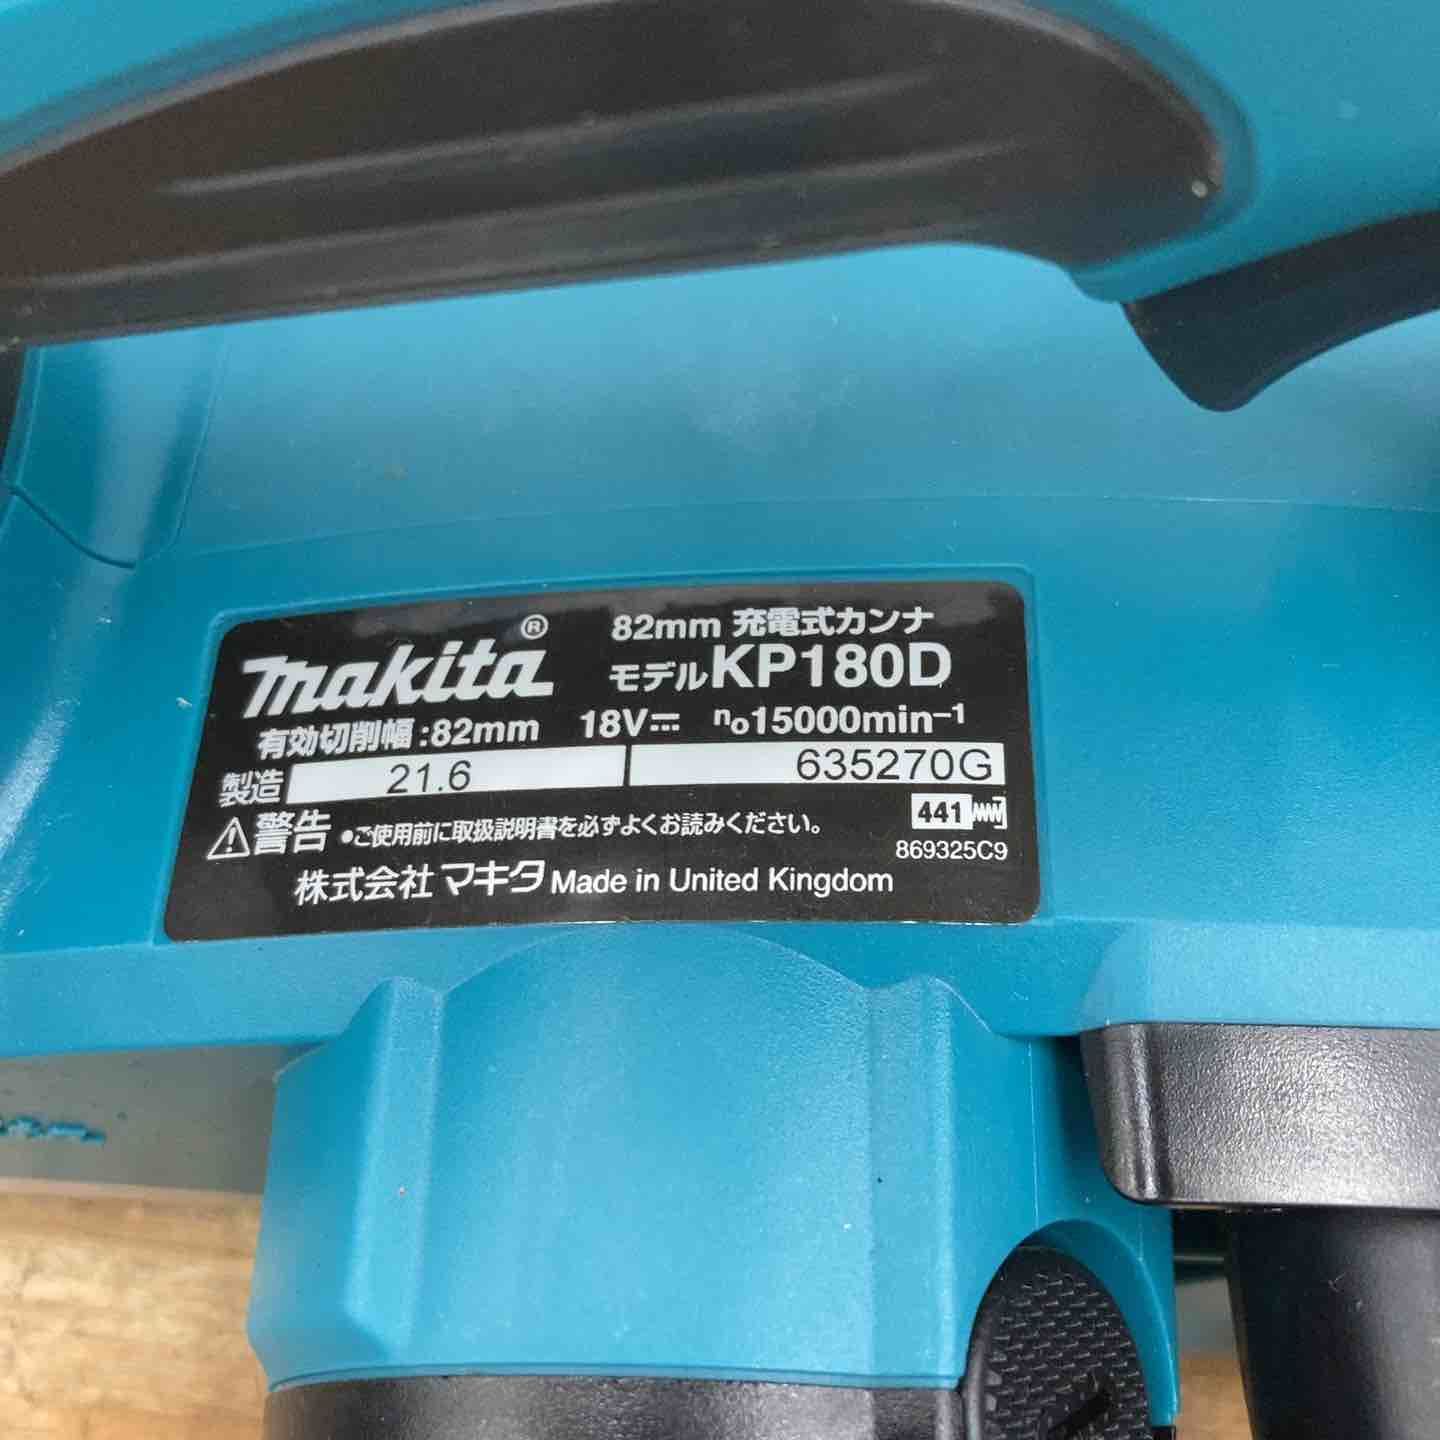 makita®
82mm 充電式カンナ
モデルKP180D
有効切削幅:82mm 18V⎓ n₀15000min⁻¹
製造 21.6 635270G
⚠警告 •ご使用前に取扱説明書を必ずよくお読みください。
441
869325C9
株式会社マキタ Made in United Kingdom